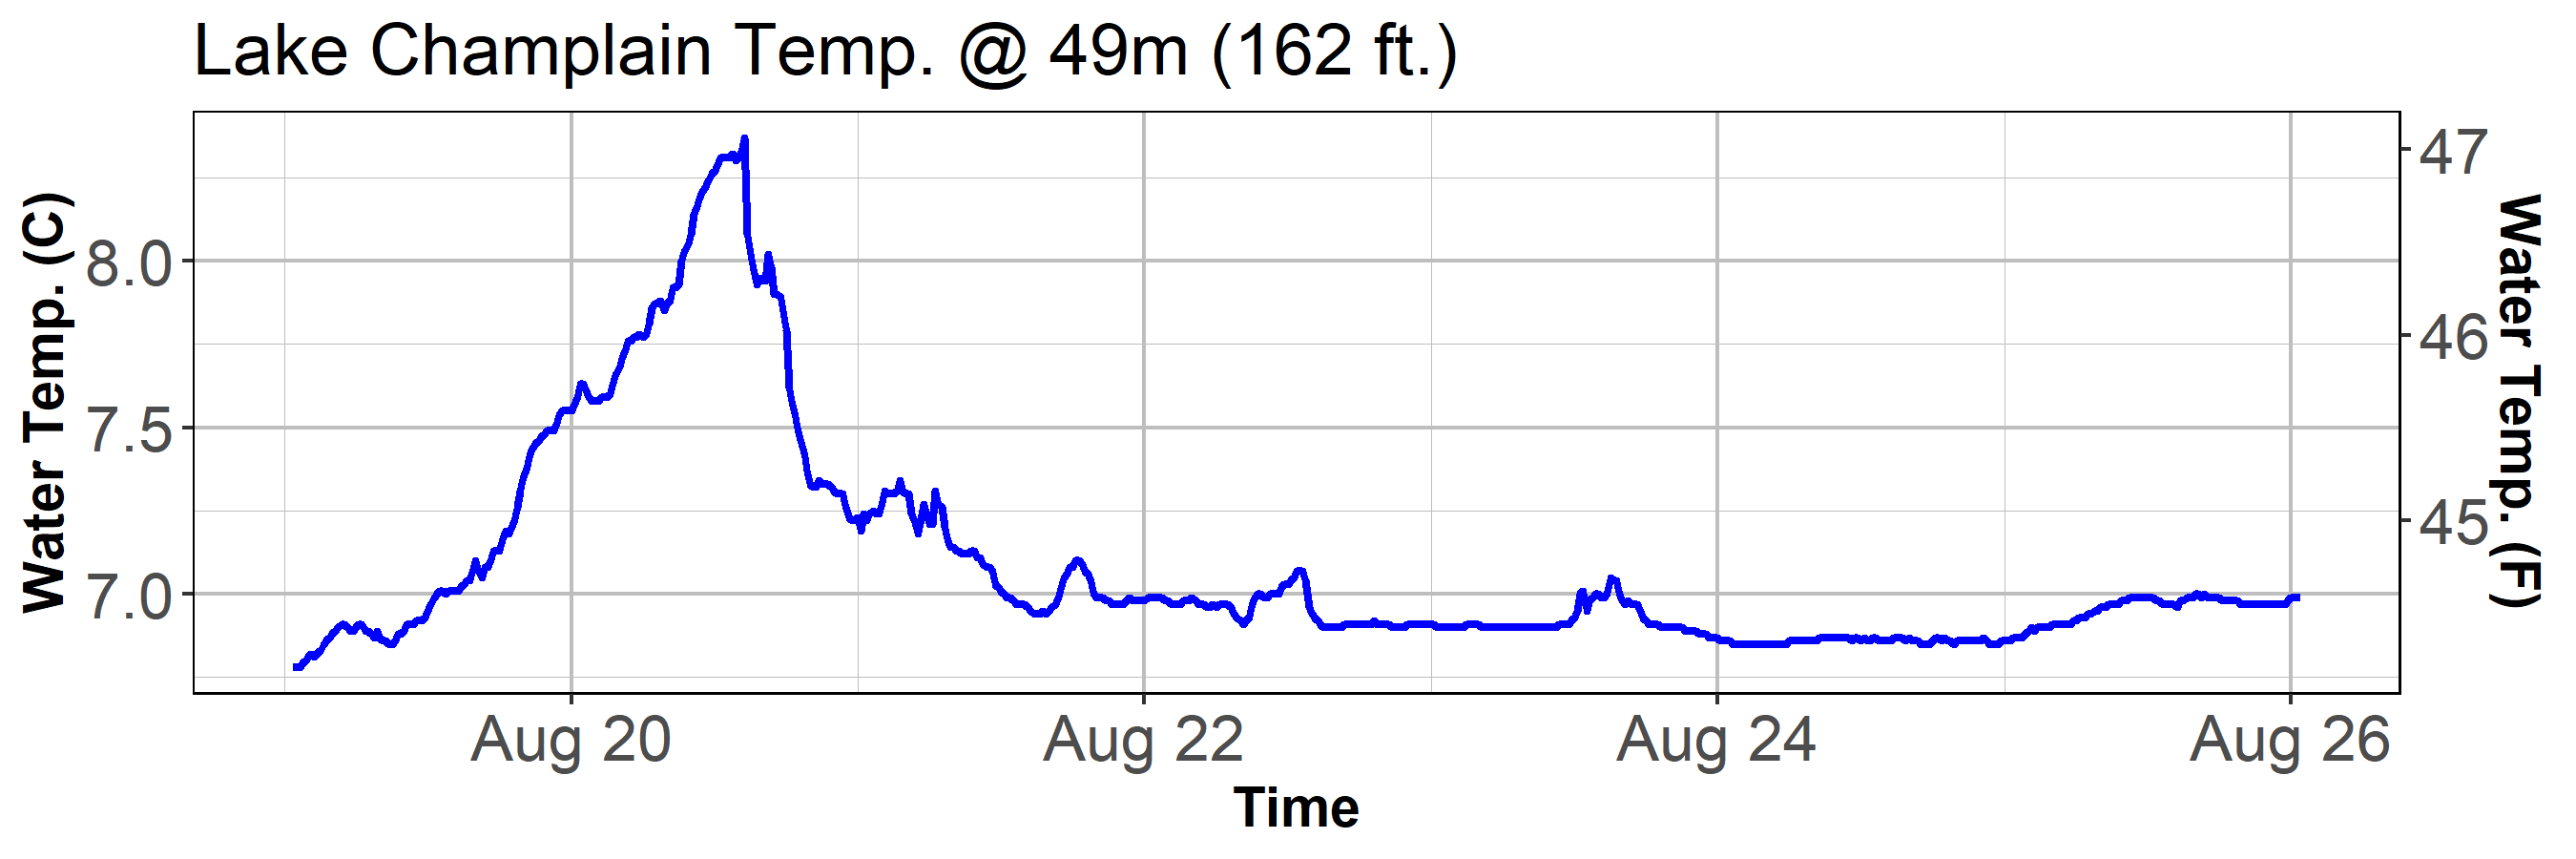 Lake Champlain Temp. @ 49m (162 ft.)
Water Temp. (C)
8.0
7.5
7.0
47
46
45
Water Temp. (F)
Aug 20
Aug 22
Aug 24
Aug 26
Time